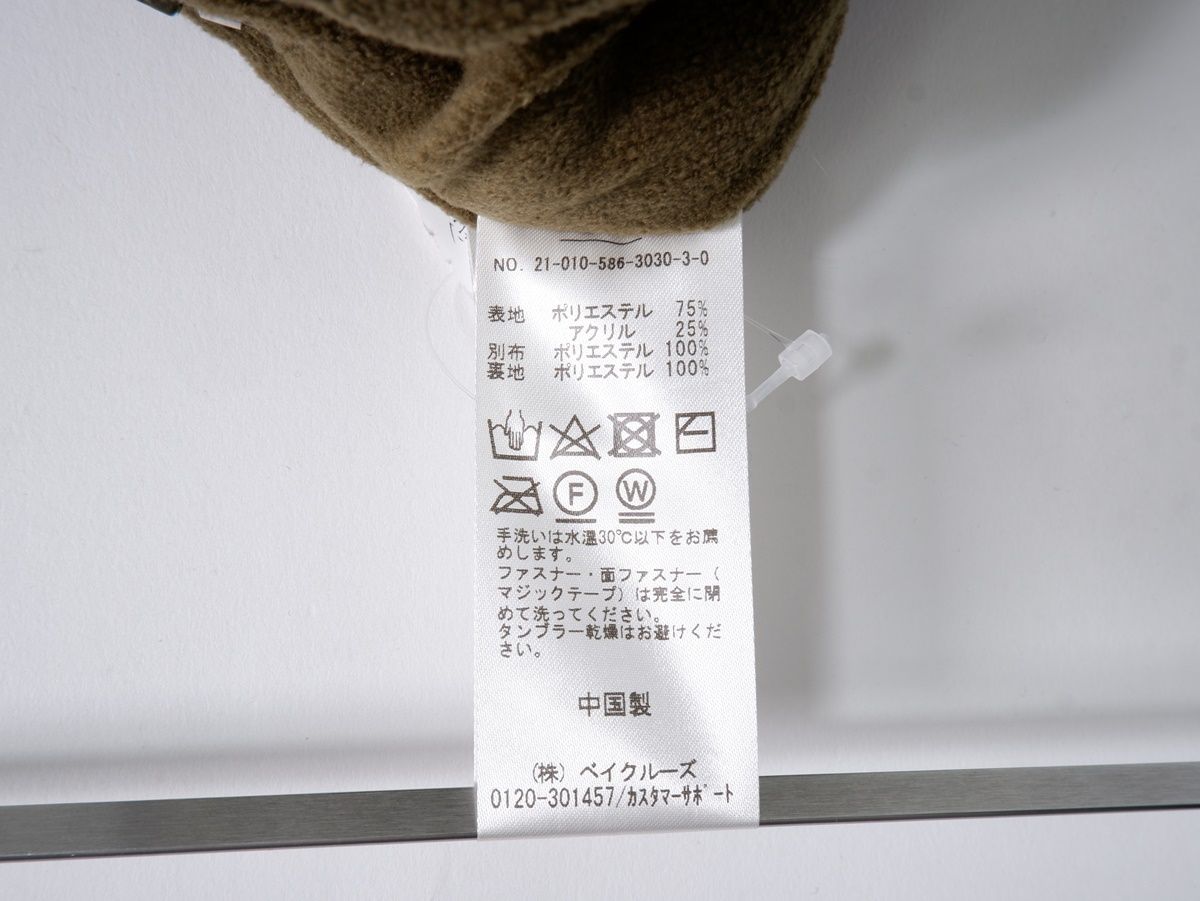 NO. 21-010-586-3030-3-0
表地 ポリエステル 75%
アクリル 25%
別布 ポリエステル 100%
裏地 ポリエステル 100%
F W
手洗いは水温30℃以下をお薦
めします。
ファスナー・面ファスナー（
マジックテープ）は完全に閉
めて洗ってください。
タンブラー乾燥はお避けくだ
さい。
中国製
（株）ベイクルーズ
0120-301457/ｶｽﾀﾏｰｻﾎﾟｰﾄ